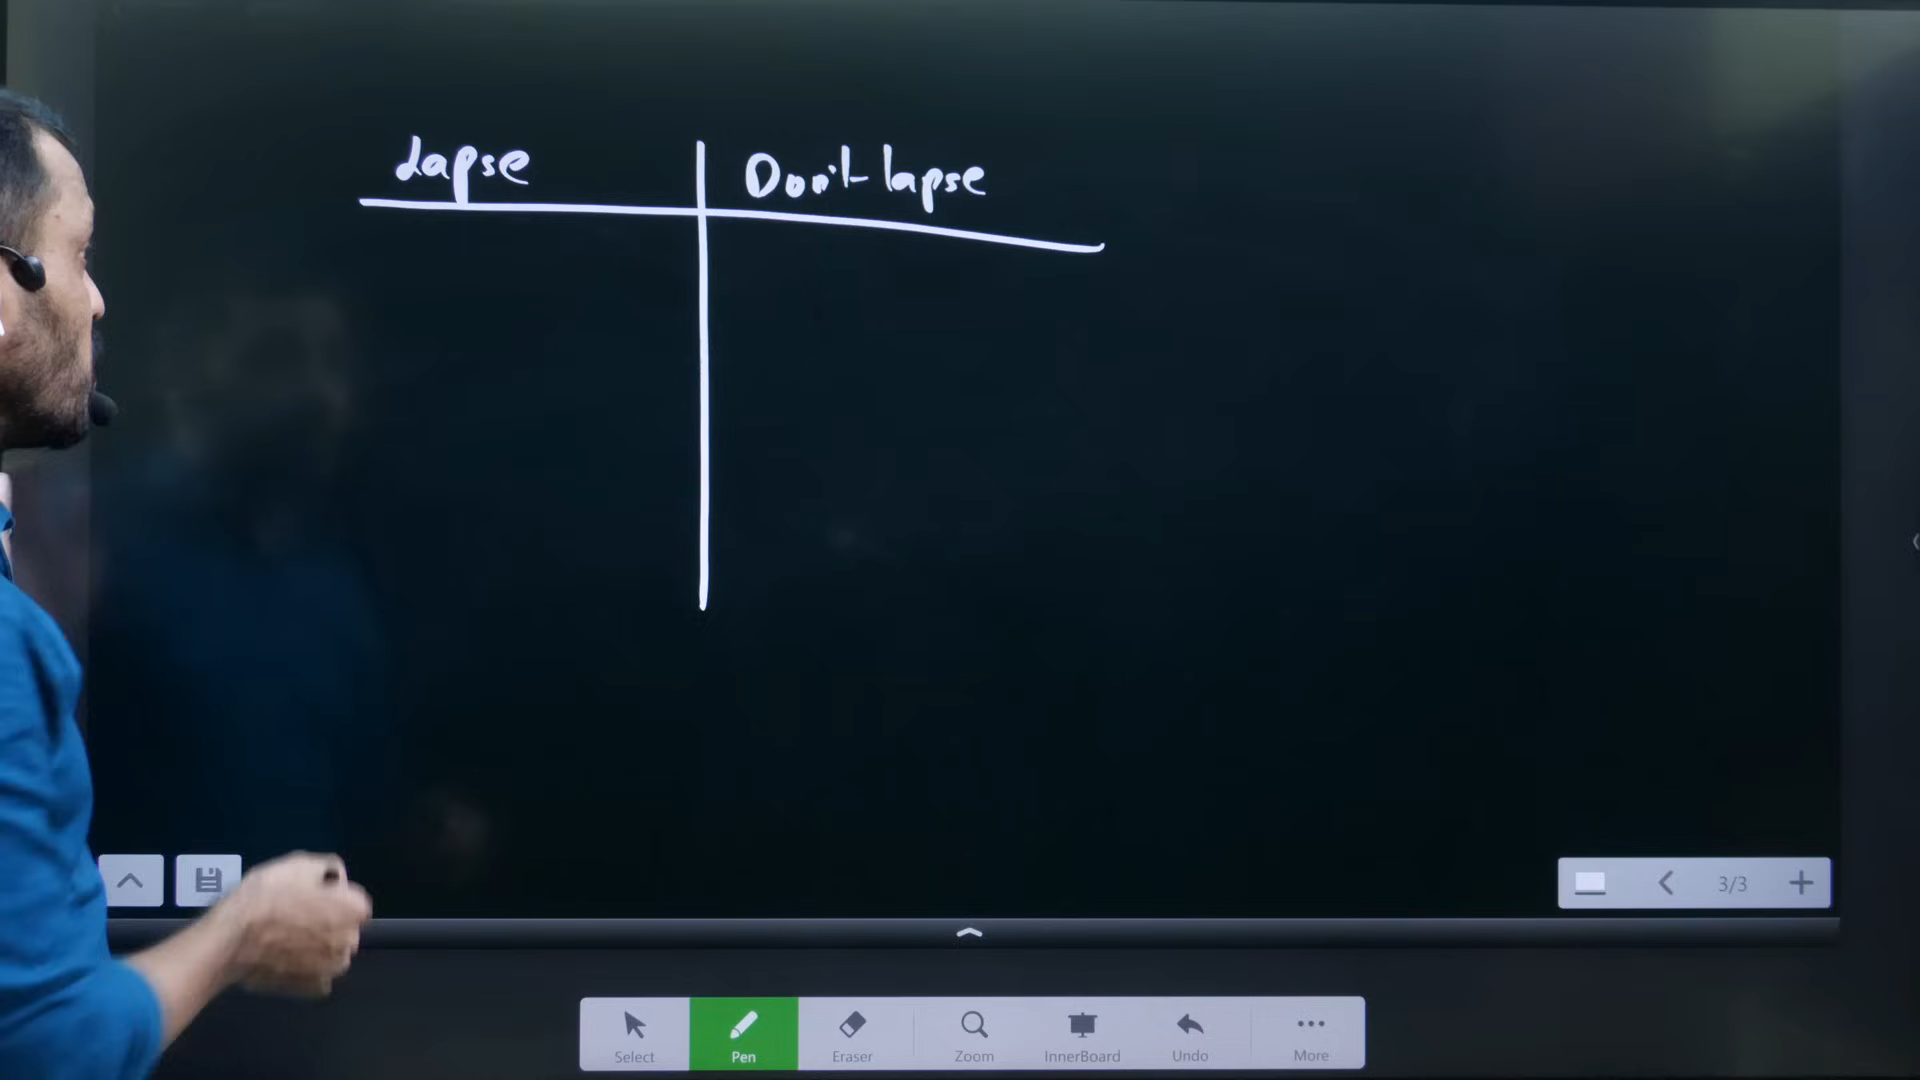 Lapse
Don't lapse
3/3
Select
Pen
Eraser
Zoom
InnerBoard
Undo
More